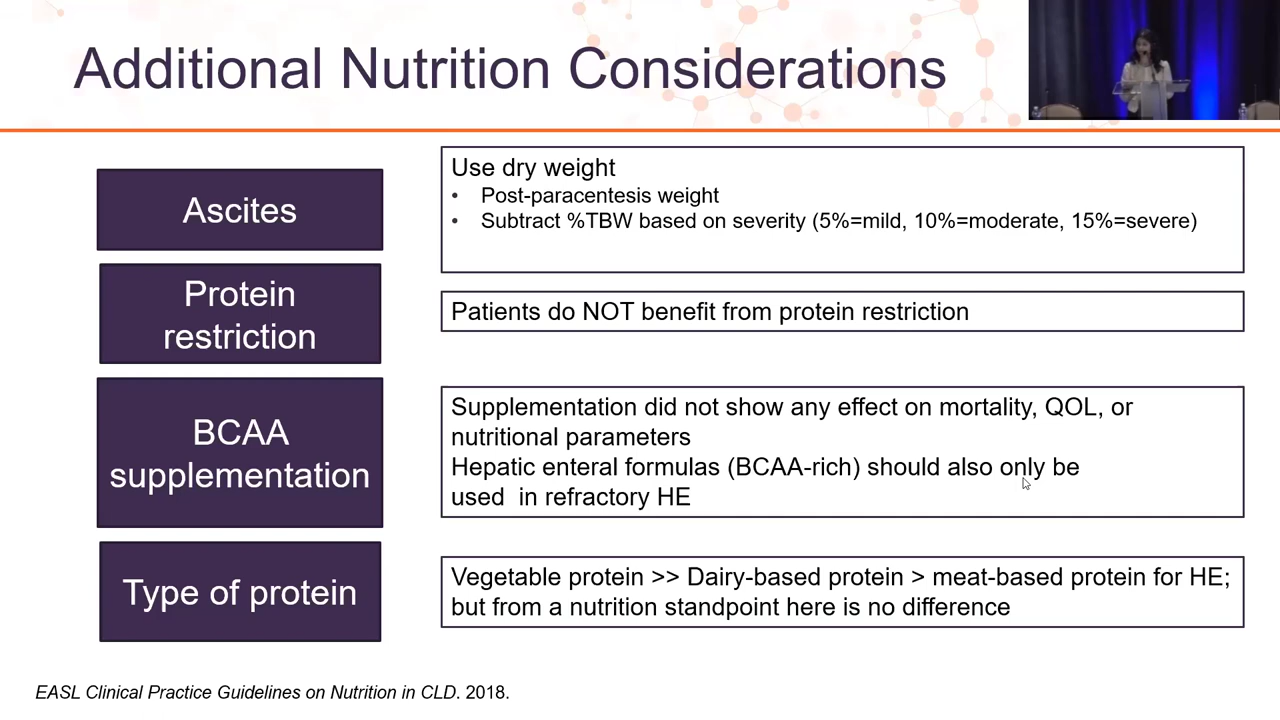 Additional Nutrition Considerations
Ascites
Use dry weight
• Post-paracentesis weight
• Subtract %TBW based on severity (5%=mild, 10%=moderate, 15%=severe)
Protein
restriction
Patients do NOT benefit from protein restriction
BCAA
supplementation
Supplementation did not show any effect on mortality, QOL, or
nutritional parameters
Hepatic enteral formulas (BCAA-rich) should also only be
used  in refractory HE
Type of protein
Vegetable protein >> Dairy-based protein > meat-based protein for HE;
but from a nutrition standpoint here is no difference
EASL Clinical Practice Guidelines on Nutrition in CLD. 2018.